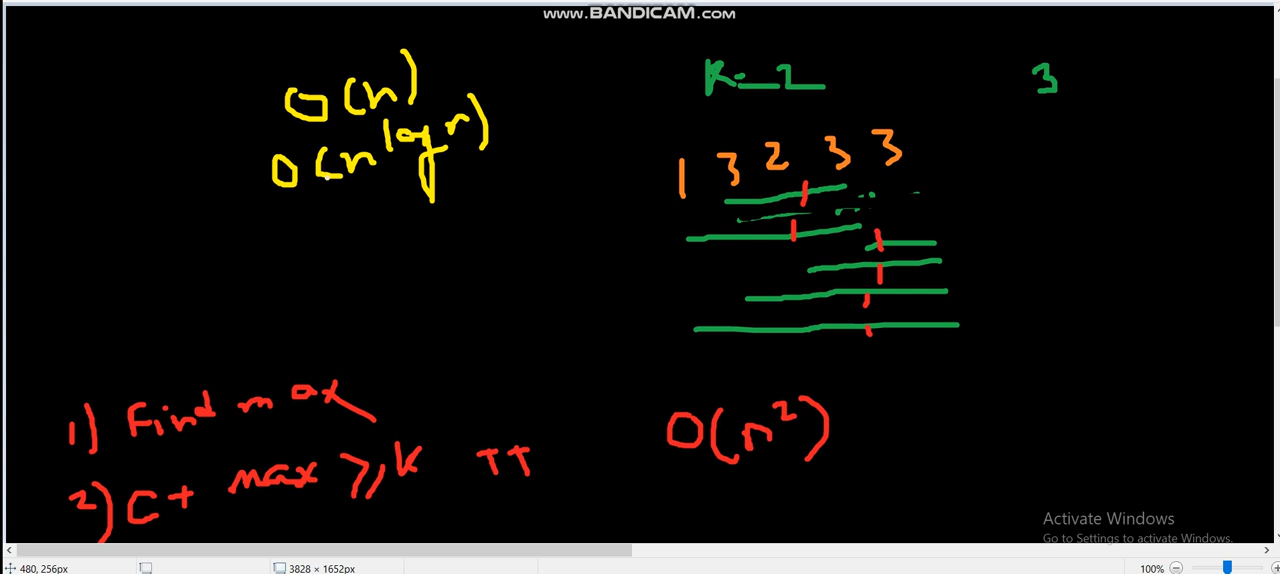 www.BANDICAM.com
O(n)
O(n log n)
K=2
3
1 3 2 3 3
1) Find max
2) C+ max ≥ K
O(n²)
Activate Windows
Go to Settings to activate Windows.
480, 256px
3828 × 1652px
100%